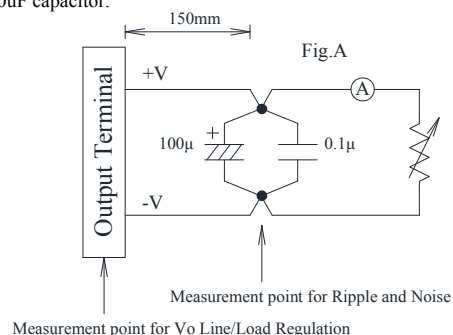 0uF capacitor.
150mm
Fig.A
+V
A
Output Terminal
100μ
+
0.1μ
-V
Measurement point for Ripple and Noise
Measurement point for Vo Line/Load Regulation